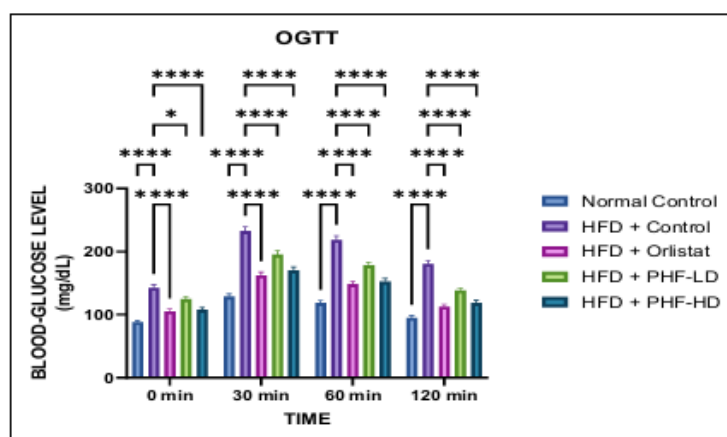 OGTT
****
****
****
****
*
****
****
****
****
****
****
****
****
****
****
****
300
200
100
0
BLOOD-GLUCOSE LEVEL
(mg/dL)
0 min
30 min
60 min
120 min
TIME
Normal Control
HFD + Control
HFD + Orlistat
HFD + PHF-LD
HFD + PHF-HD